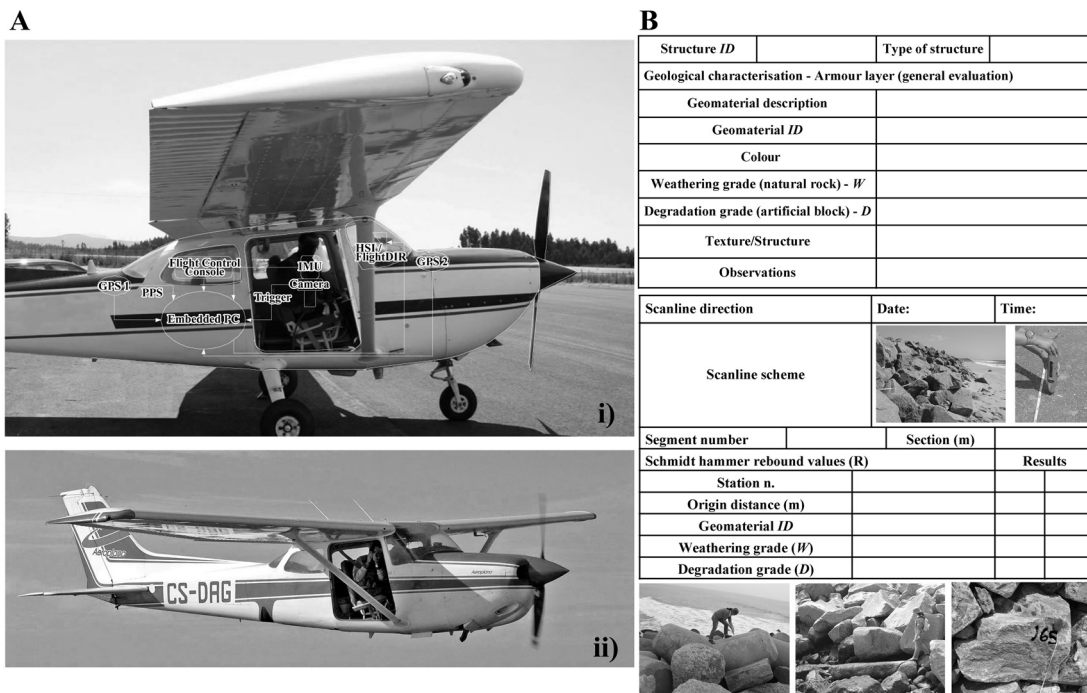 A
HSI/
FlightDIR
Flight Control
Console
IMU
GPS 2
GPS 1
PPS
Camera
Trigger
Embedded PC
i)
Aeroplano
CS-DAG
ii)
B
Structure ID
Type of structure
Geological characterisation - Armour layer (general evaluation)
Geomaterial description
Geomaterial ID
Colour
Weathering grade (natural rock) - W
Degradation grade (artificial block) - D
Texture/Structure
Observations
Scanline direction
Date:
Time:
Scanline scheme
Segment number
Section (m)
Schmidt hammer rebound values (R)
Results
Station n.
Origin distance (m)
Geomaterial ID
Weathering grade (W)
Degradation grade (D)
165